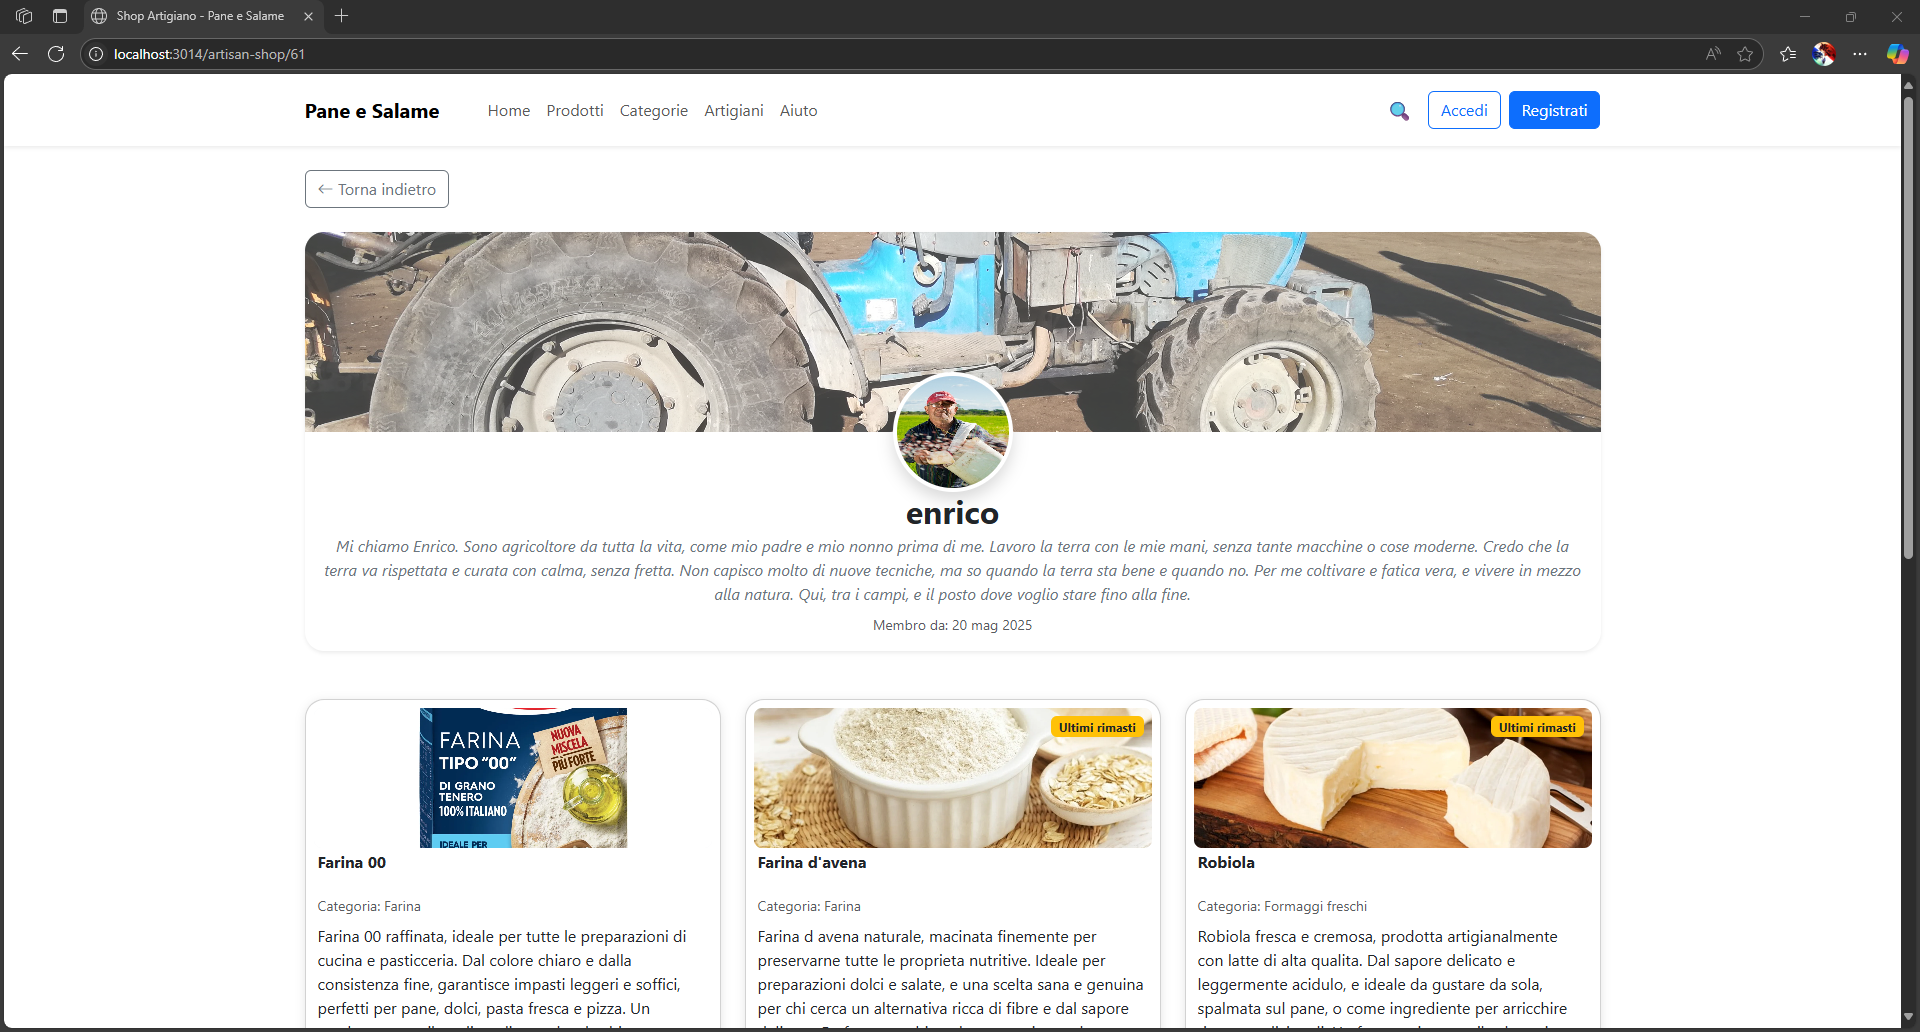 Shop Artigiano - Pane e Salame
localhost:3014/artisan-shop/61
Pane e Salame
Home Prodotti Categorie Artigiani Aiuto
Accedi Registrati
← Torna indietro
enrico
Mi chiamo Enrico. Sono agricoltore da tutta la vita, come mio padre e mio nonno prima di me. Lavoro la terra con le mie mani, senza tante macchine o cose moderne. Credo che la
terra va rispettata e curata con calma, senza fretta. Non capisco molto di nuove tecniche, ma so quando la terra sta bene e quando no. Per me coltivare e fatica vera, e vivere in mezzo
alla natura. Qui, tra i campi, e il posto dove voglio stare fino alla fine.
Membro da: 20 mag 2025
FARINA
TIPO "00"
DI GRANO
TENERO
100% ITALIANO
IDEALE PER
NUOVA
MISCELA
PIÙ FORTE
Farina 00
Categoria: Farina
Farina 00 raffinata, ideale per tutte le preparazioni di
cucina e pasticceria. Dal colore chiaro e dalla
consistenza fine, garantisce impasti leggeri e soffici,
perfetti per pane, dolci, pasta fresca e pizza. Un
Ultimi rimasti
Farina d'avena
Categoria: Farina
Farina d avena naturale, macinata finemente per
preservarne tutte le proprieta nutritive. Ideale per
preparazioni dolci e salate, e una scelta sana e genuina
per chi cerca un alternativa ricca di fibre e dal sapore
Ultimi rimasti
Robiola
Categoria: Formaggi freschi
Robiola fresca e cremosa, prodotta artigianalmente
con latte di alta qualita. Dal sapore delicato e
leggermente acidulo, e ideale da gustare da sola,
spalmata sul pane, o come ingrediente per arricchire